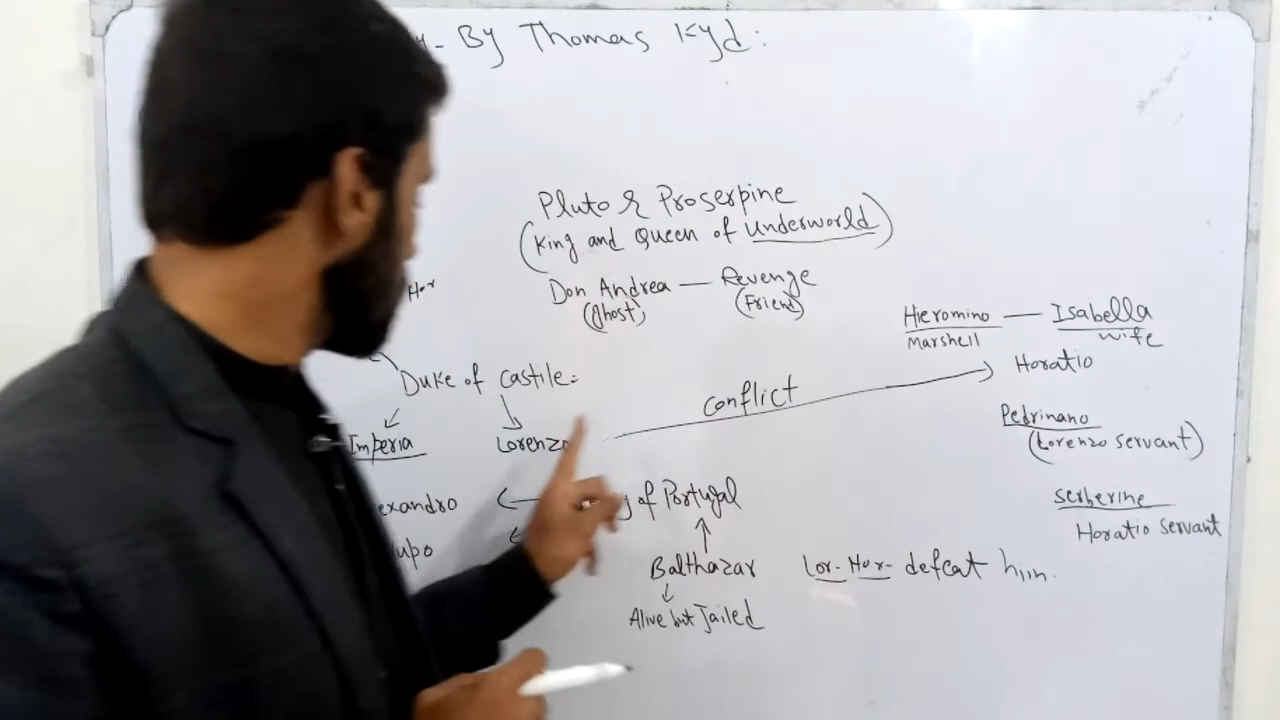 By Thomas Kyd:
Pluto & Proserpine
(King and Queen of Underworld)
Don Andrea — Revenge
(Ghost) (Friend)
Hor
Hieromino — Isabella
Marshell wife
Duke of Castile:
Horatio
Conflict
Imperia Lorenzo
Pedrinano
(Lorenzo servant)
exandro of Portugal
serberine
upo
Horatio servant
Balthazar Lor- Hor- defeat him.
Alive but Jailed